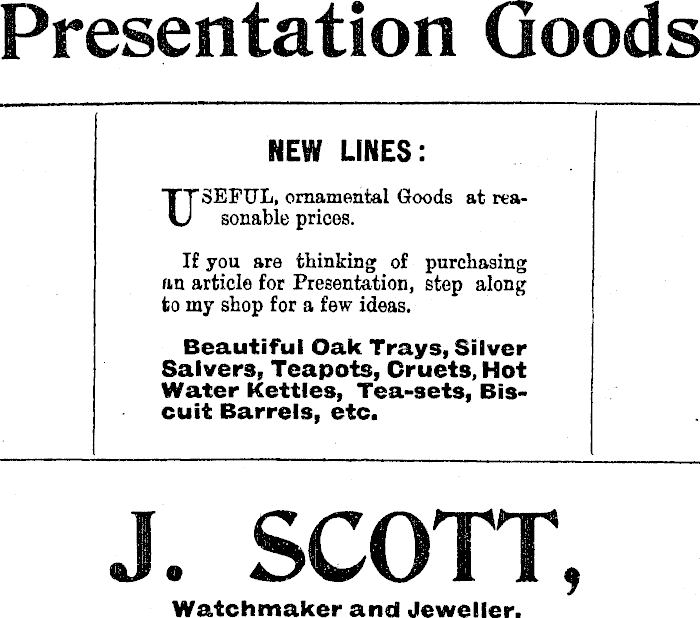 Presentation Goods
NEW LINES:
USEFUL, ornamental Goods at rea-
sonable prices.
If you are thinking of purchasing
an article for Presentation, step along
to my shop for a few ideas.
Beautiful Oak Trays, Silver
Salvers, Teapots, Cruets, Hot
Water Kettles, Tea-sets, Bis-
cuit Barrels, etc.
J. SCOTT,
Watchmaker and Jeweller.